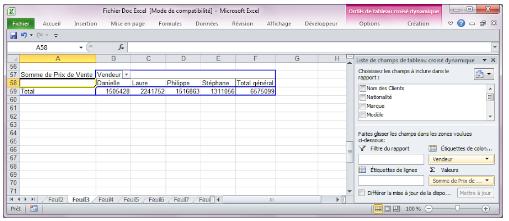 Fichier Doc Excel [Mode de compatibilité] - Microsoft Excel
Outils de tableau croisé dynamique
Fichier Accueil Insertion Mise en page Formules Données Révision Affichage Développeur Options Création
A58 fx
A B C D E F G H
56
57 Somme de Prix de Vente Vendeur
58 Danielle Laure Philippe Stéphane Total général
59 Total 1505428 2241752 1516863 1311056 6575099
60
61
62
63
64
65
66
67
68
69
70
71
Liste de champs de tableau croisé dynamique
Choisissez les champs à inclure dans le rapport :
Nom des Clients
Nationalité
Marque
Modèle
Faites glisser les champs dans les zones voulues ci-dessous:
Filtre du rapport Étiquettes de colon...
Vendeur
Étiquettes de lignes Σ Valeurs
Somme de Prix de ...
Différer la mise à jour de la dispo... Mettre à jour
Feuil2 Feuil3 Feuil4 Feuil5 Feuil6 Feuil7
Prêt 100 %